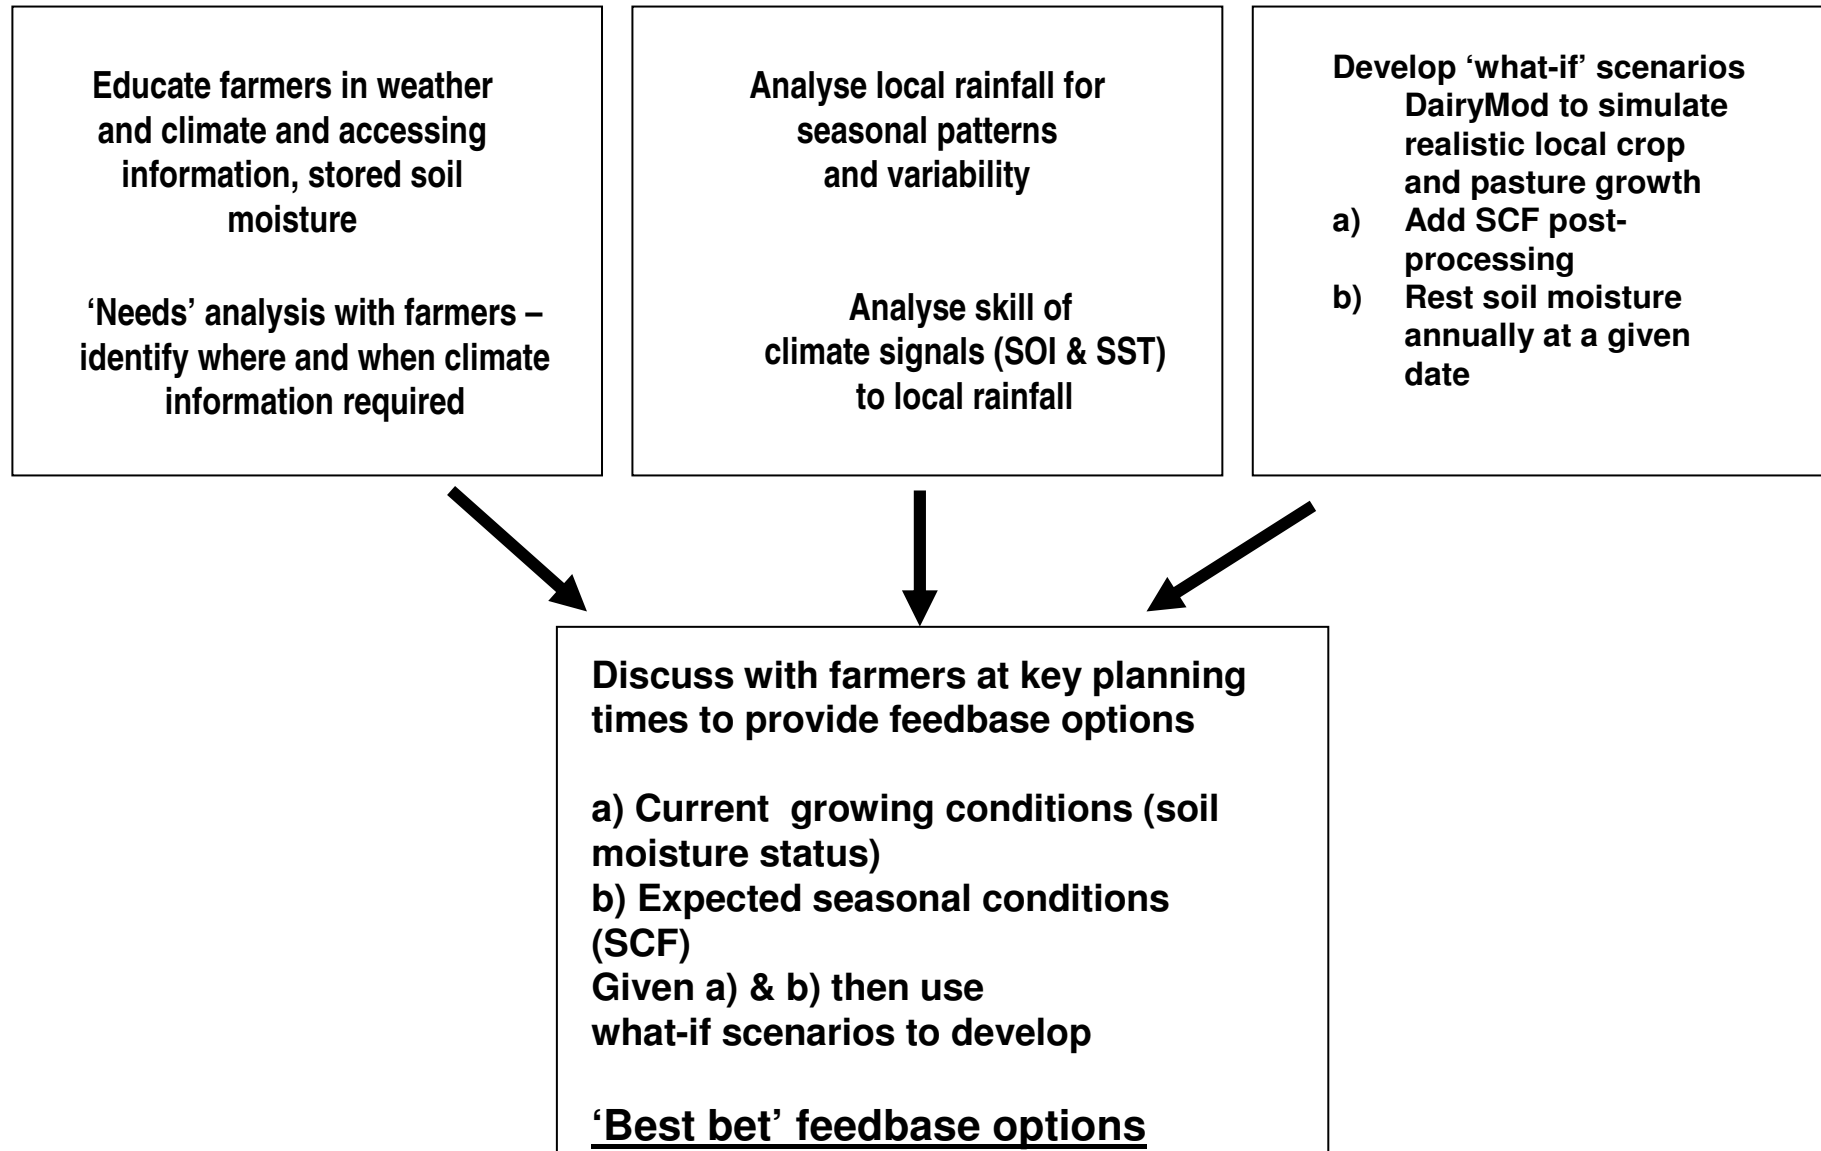 Educate farmers in weather
and climate and accessing
information, stored soil
moisture
‘Needs’ analysis with farmers –
identify where and when climate
information required
Analyse local rainfall for
seasonal patterns
and variability
Analyse skill of
climate signals (SOI & SST)
to local rainfall
Develop ‘what-if’ scenarios
DairyMod to simulate
realistic local crop
and pasture growth
a) Add SCF post-
processing
b) Rest soil moisture
annually at a given
date
Discuss with farmers at key planning
times to provide feedbase options
a) Current growing conditions (soil
moisture status)
b) Expected seasonal conditions
(SCF)
Given a) & b) then use
what-if scenarios to develop
‘Best bet’ feedbase options